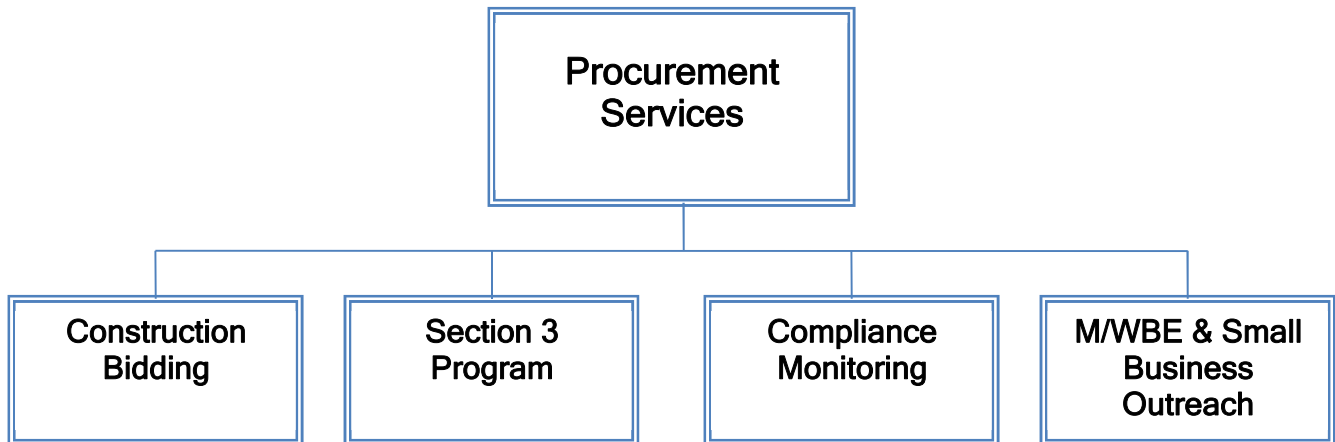 Procurement
Services
Construction
Bidding
Section 3
Program
Compliance
Monitoring
M/WBE & Small
Business
Outreach